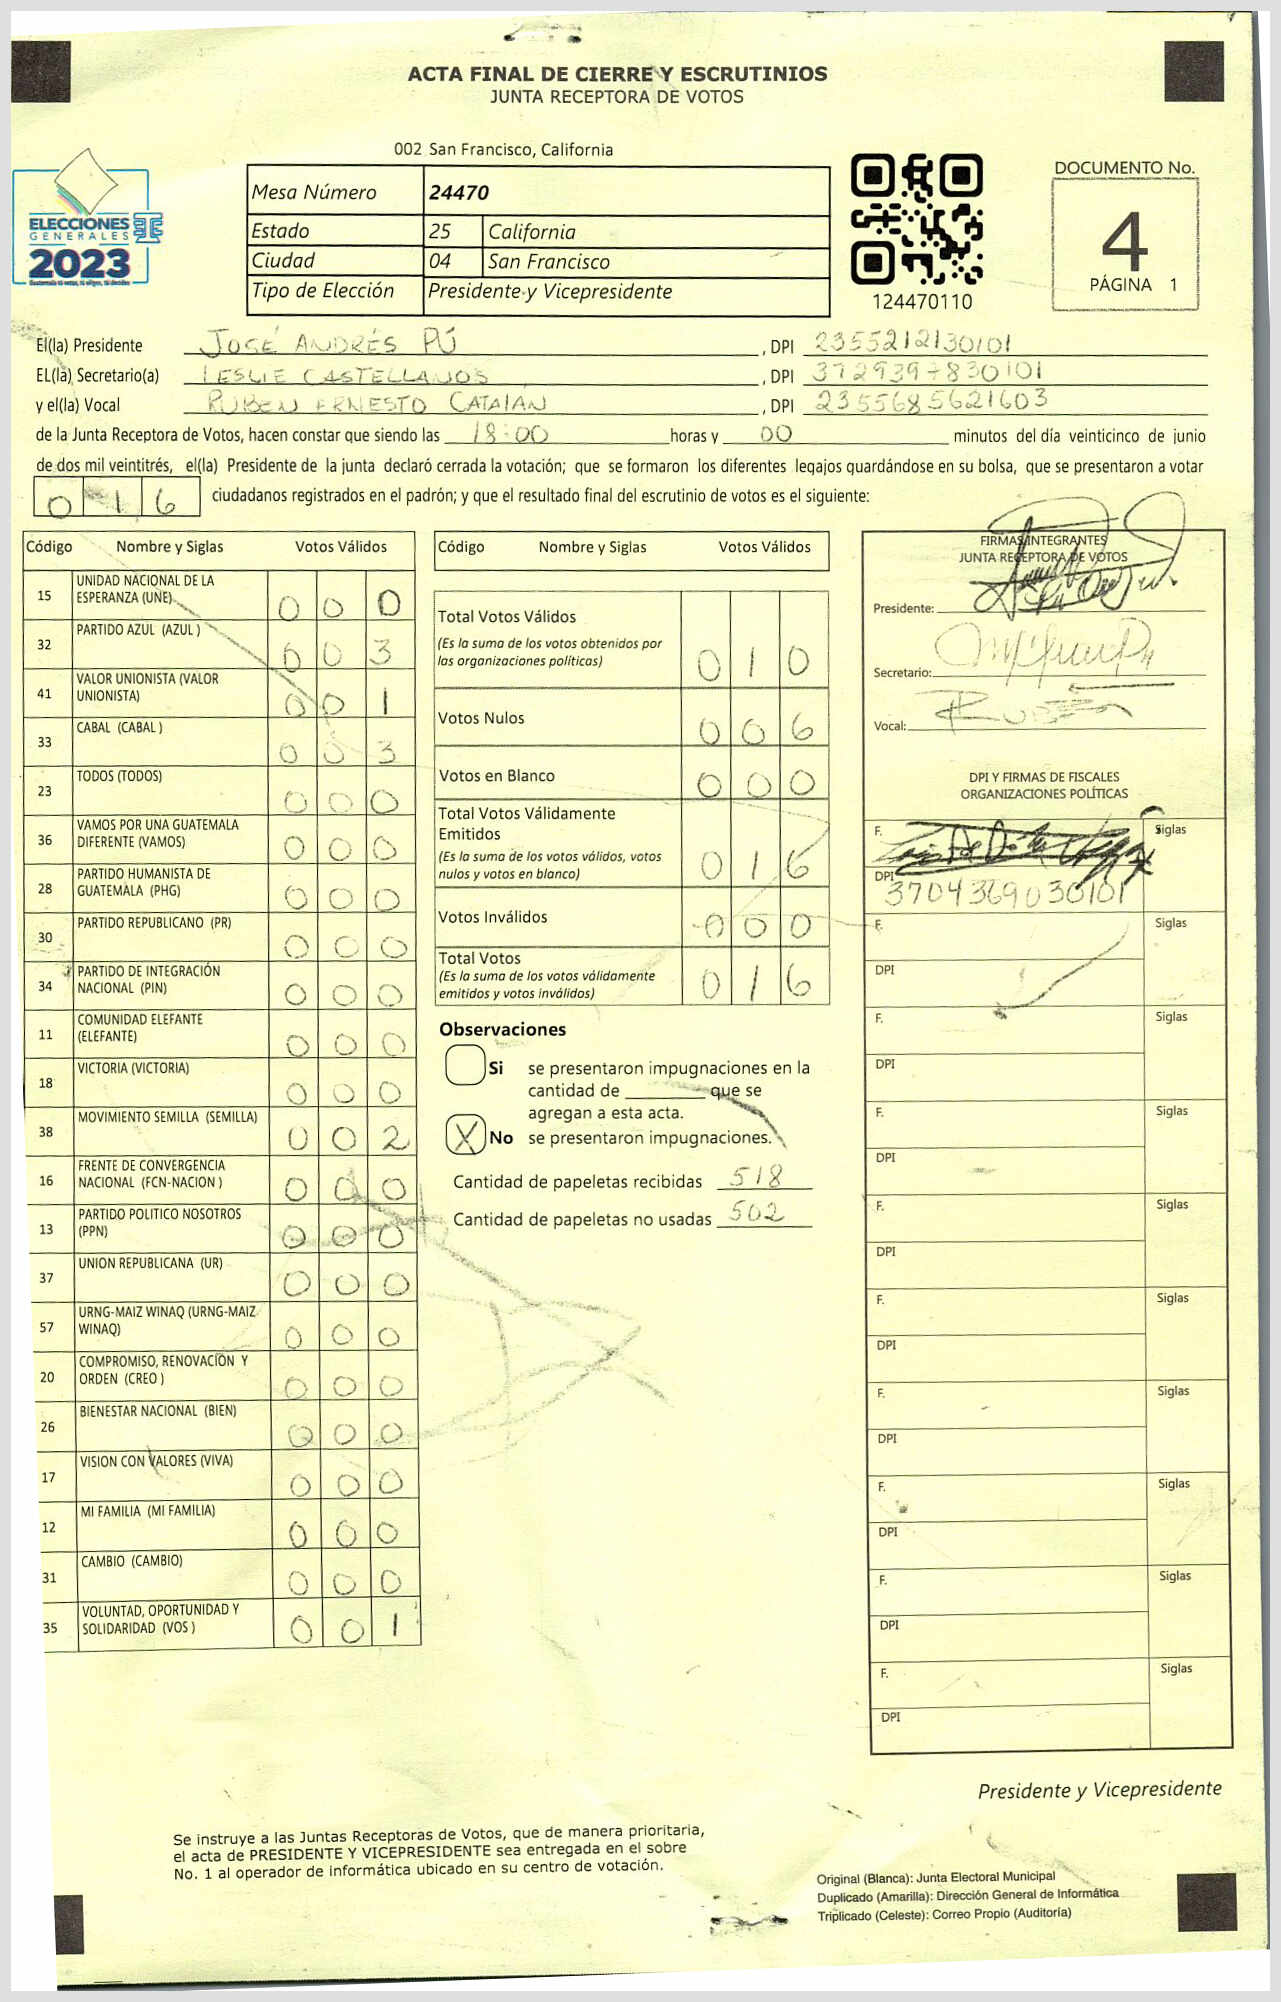 ACTA FINAL DE CIERRE Y ESCRUTINIOS
JUNTA RECEPTORA DE VOTOS
002 San Francisco, California
ELECCIONES
GENERALES
2023
Mesa Número 24470
Estado 25 California
Ciudad 04 San Francisco
Tipo de Elección Presidente y Vicepresidente
124470110
DOCUMENTO No.
4
PÁGINA 1
El(la) Presidente JOSÉ ANDRÉS PÚ , DPI 2355212130101
EL(la) Secretario(a) LESLIE CASTELLANOS , DPI 3729397830101
y el(la) Vocal RUBEN ERNESTO CATALAN , DPI 2355685621603
de la Junta Receptora de Votos, hacen constar que siendo las 18:00 horas y 00 minutos del día veinticinco de junio
de dos mil veintitrés, el(la) Presidente de la junta declaró cerrada la votación; que se formaron los diferentes legajos guardándose en su bolsa, que se presentaron a votar
0 1 6 ciudadanos registrados en el padrón; y que el resultado final del escrutinio de votos es el siguiente:
Código Nombre y Siglas Votos Válidos
15 UNIDAD NACIONAL DE LA ESPERANZA (UNE) 0 0 0
32 PARTIDO AZUL (AZUL ) 0 0 3
41 VALOR UNIONISTA (VALOR UNIONISTA) 0 0 1
33 CABAL (CABAL ) 0 0 3
23 TODOS (TODOS) 0 0 0
36 VAMOS POR UNA GUATEMALA DIFERENTE (VAMOS) 0 0 0
28 PARTIDO HUMANISTA DE GUATEMALA (PHG) 0 0 0
30 PARTIDO REPUBLICANO (PR) 0 0 0
34 PARTIDO DE INTEGRACIÓN NACIONAL (PIN) 0 0 0
11 COMUNIDAD ELEFANTE (ELEFANTE) 0 0 0
18 VICTORIA (VICTORIA) 0 0 0
38 MOVIMIENTO SEMILLA (SEMILLA) 0 0 2
16 FRENTE DE CONVERGENCIA NACIONAL (FCN-NACION ) 0 0 0
13 PARTIDO POLITICO NOSOTROS (PPN) 0 0 0
37 UNION REPUBLICANA (UR) 0 0 0
57 URNG-MAIZ WINAQ (URNG-MAIZ WINAQ) 0 0 0
20 COMPROMISO, RENOVACIÓN Y ORDEN (CREO ) 0 0 0
26 BIENESTAR NACIONAL (BIEN) 0 0 0
17 VISION CON VALORES (VIVA) 0 0 0
12 MI FAMILIA (MI FAMILIA) 0 0 0
31 CAMBIO (CAMBIO) 0 0 0
35 VOLUNTAD, OPORTUNIDAD Y SOLIDARIDAD (VOS ) 0 0 1
Código Nombre y Siglas Votos Válidos
Total Votos Válidos
(Es la suma de los votos obtenidos por
las organizaciones políticas) 0 1 0
Votos Nulos 0 0 6
Votos en Blanco 0 0 0
Total Votos Válidamente
Emitidos
(Es la suma de los votos válidos, votos
nulos y votos en blanco) 0 1 6
Votos Inválidos 0 0 0
Total Votos
(Es la suma de los votos válidamente
emitidos y votos inválidos) 0 1 6
Observaciones
Si se presentaron impugnaciones en la
cantidad de ________ que se
agregan a esta acta.
X No se presentaron impugnaciones.
Cantidad de papeletas recibidas 518
Cantidad de papeletas no usadas 502
FIRMAS INTEGRANTES
JUNTA RECEPTORA DE VOTOS
Presidente:
Secretario:
Vocal: RUBEN
DPI Y FIRMAS DE FISCALES
ORGANIZACIONES POLÍTICAS
F. Siglas
DPI 3704369030101
F. Siglas
DPI
F. Siglas
DPI
F. Siglas
DPI
F. Siglas
DPI
F. Siglas
DPI
F. Siglas
DPI
F. Siglas
DPI
F. Siglas
DPI
F. Siglas
DPI
Presidente y Vicepresidente
Se instruye a las Juntas Receptoras de Votos, que de manera prioritaria,
el acta de PRESIDENTE Y VICEPRESIDENTE sea entregada en el sobre
No. 1 al operador de informática ubicado en su centro de votación.
Original (Blanca): Junta Electoral Municipal
Duplicado (Amarilla): Dirección General de Informática
Triplicado (Celeste): Correo Propio (Auditoría)